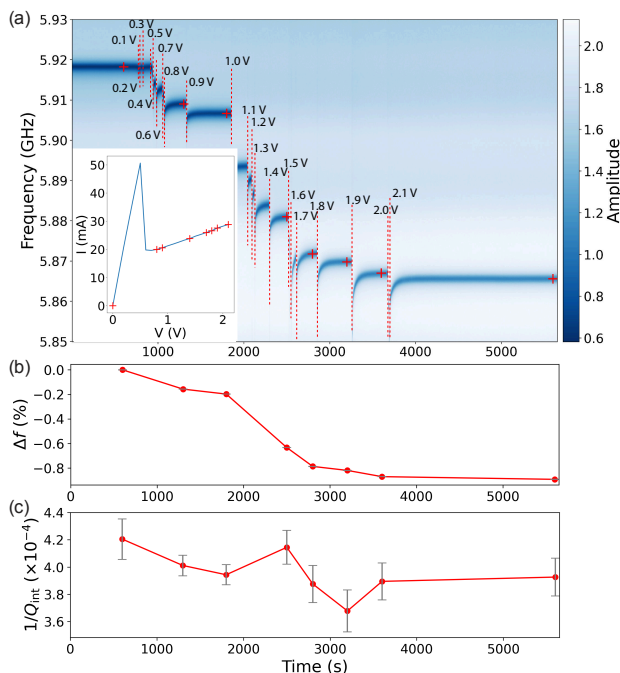 (a)
5.93
5.92
5.91
5.90
5.89
5.88
5.87
5.86
5.85
Frequency (GHz)
0.1 V
0.2 V
0.3 V
0.4 V
0.5 V
0.6 V
0.7 V
0.8 V
0.9 V
1.0 V
1.1 V
1.2 V
1.3 V
1.4 V
1.5 V
1.6 V
1.7 V
1.8 V
1.9 V
2.0 V
2.1 V
50
40
30
20
10
0
I (mA)
0
1
2
V (V)
1000
2000
3000
4000
5000
2.0
1.8
1.6
1.4
1.2
1.0
0.8
0.6
Amplitude
(b)
0.0
−0.2
−0.4
−0.6
−0.8
Δf (%)
0
1000
2000
3000
4000
5000
(c)
4.4
4.2
4.0
3.8
3.6
1/Qint (×10−4)
0
1000
2000
3000
4000
5000
Time (s)